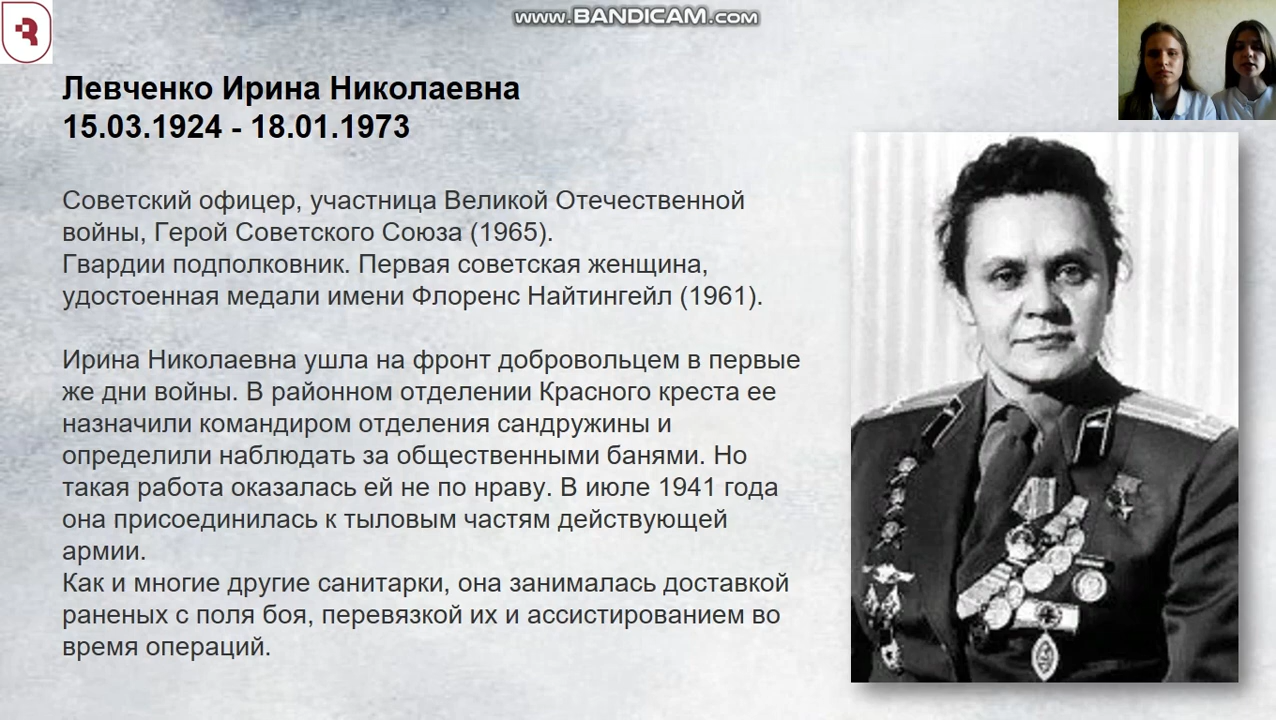 www.BANDICAM.com
Левченко Ирина Николаевна
15.03.1924 - 18.01.1973
Советский офицер, участница Великой Отечественной
войны, Герой Советского Союза (1965).
Гвардии подполковник. Первая советская женщина,
удостоенная медали имени Флоренс Найтингейл (1961).
Ирина Николаевна ушла на фронт добровольцем в первые
же дни войны. В районном отделении Красного креста ее
назначили командиром отделения сандружины и
определили наблюдать за общественными банями. Но
такая работа оказалась ей не по нраву. В июле 1941 года
она присоединилась к тыловым частям действующей
армии.
Как и многие другие санитарки, она занималась доставкой
раненых с поля боя, перевязкой их и ассистированием во
время операций.